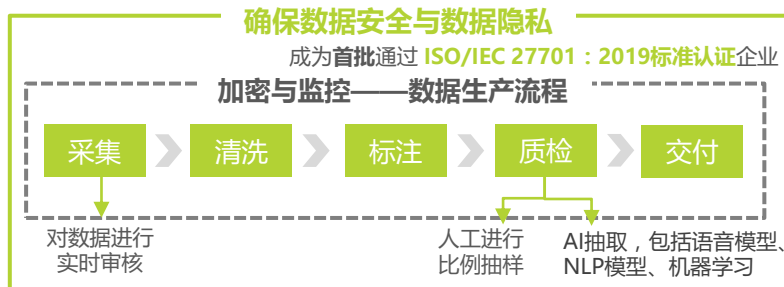 确保数据安全与数据隐私
成为首批通过 ISO/IEC 27701：2019标准认证企业
加密与监控——数据生产流程
采集
清洗
标注
质检
交付
对数据进行
实时审核
人工进行
比例抽样
AI抽取，包括语音模型、
NLP模型、机器学习